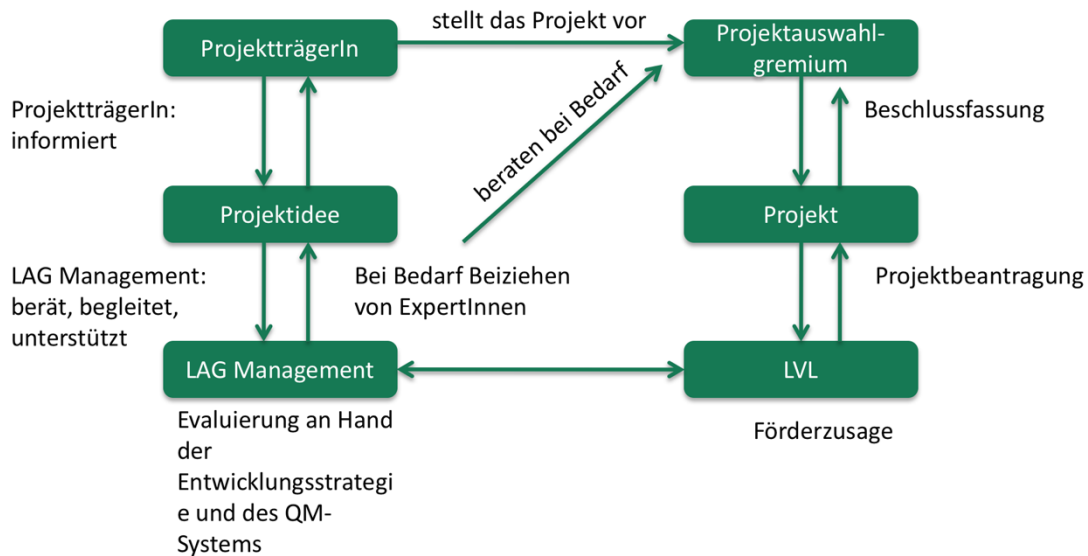 stellt das Projekt vor
ProjektträgerIn
Projektauswahl-
gremium
ProjektträgerIn:
informiert
beraten bei Bedarf
Beschlussfassung
Projektidee
Projekt
LAG Management:
berät, begleitet,
unterstützt
Bei Bedarf Beiziehen
von ExpertInnen
Projektbeantragung
LAG Management
LVL
Evaluierung an Hand
der
Entwicklungsstrategi
e und des QM-
Systems
Förderzusage